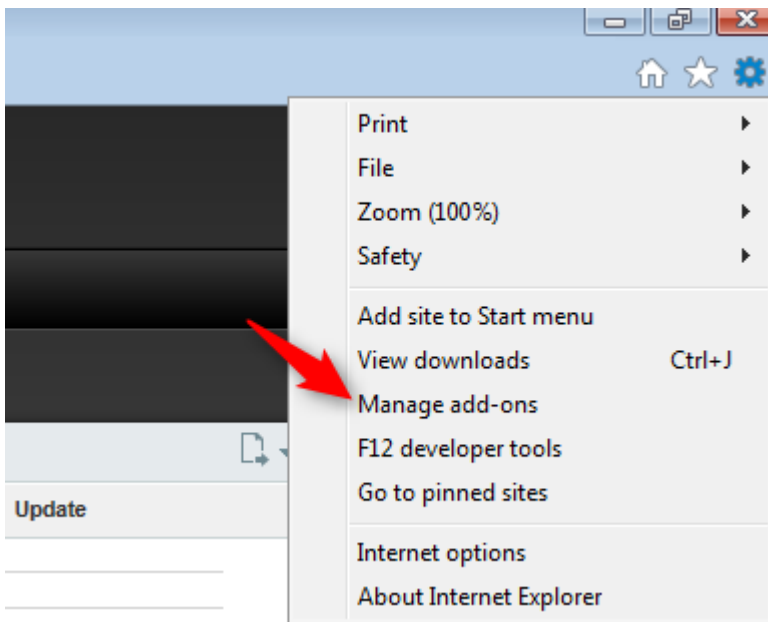 Print
File
Zoom (100%)
Safety
Add site to Start menu
View downloads Ctrl+J
Manage add-ons
F12 developer tools
Update
Go to pinned sites
Internet options
About Internet Explorer